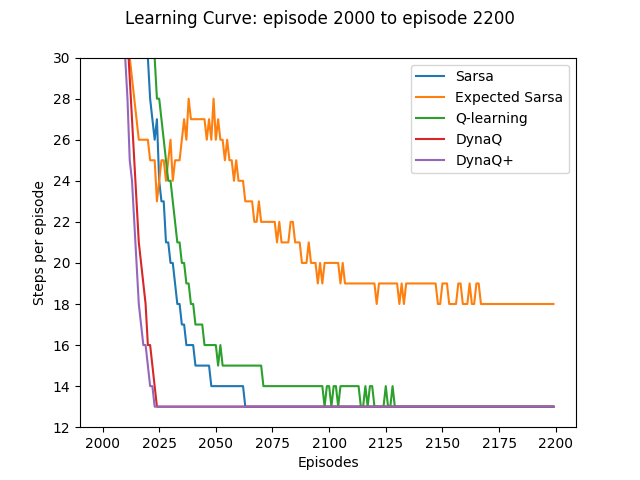 Learning Curve: episode 2000 to episode 2200
Sarsa
Expected Sarsa
Q-learning
DynaQ
DynaQ+
Steps per episode
30
28
26
24
22
20
18
16
14
12
2000 2025 2050 2075 2100 2125 2150 2175 2200
Episodes